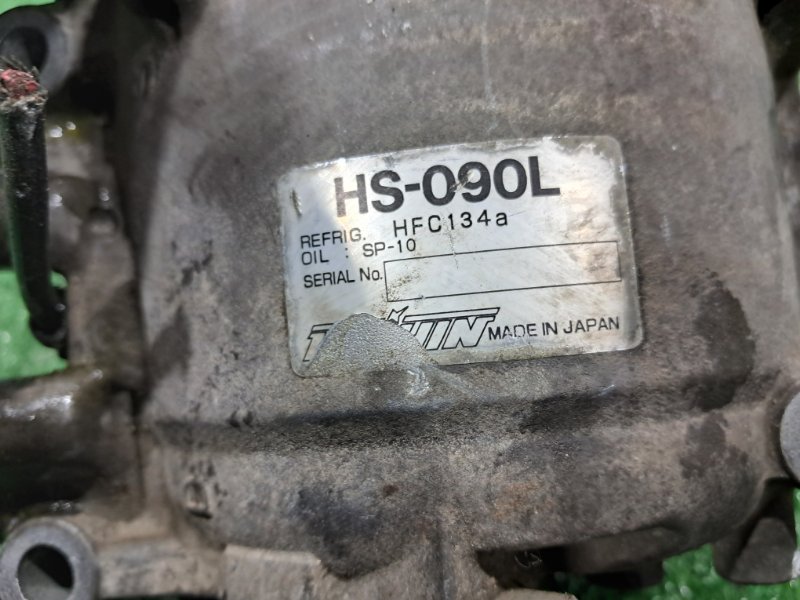 HS-090L
REFRIG. HFC134a
OIL : SP-10
SERIAL No.
MADE IN JAPAN